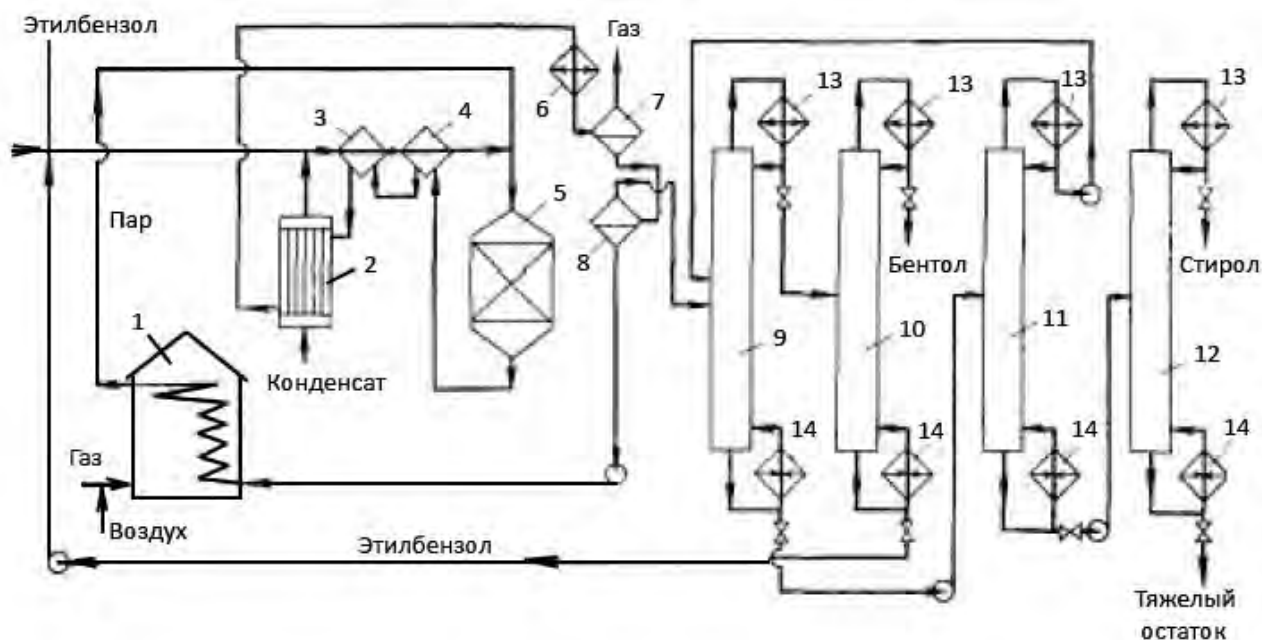 Этилбензол
Газ
6
7
13
13
13
13
3
4
Пар
5
8
2
Бентол
Стирол
1
9
10
11
12
Конденсат
14
14
14
14
Газ
Воздух
Этилбензол
Тяжелый
остаток